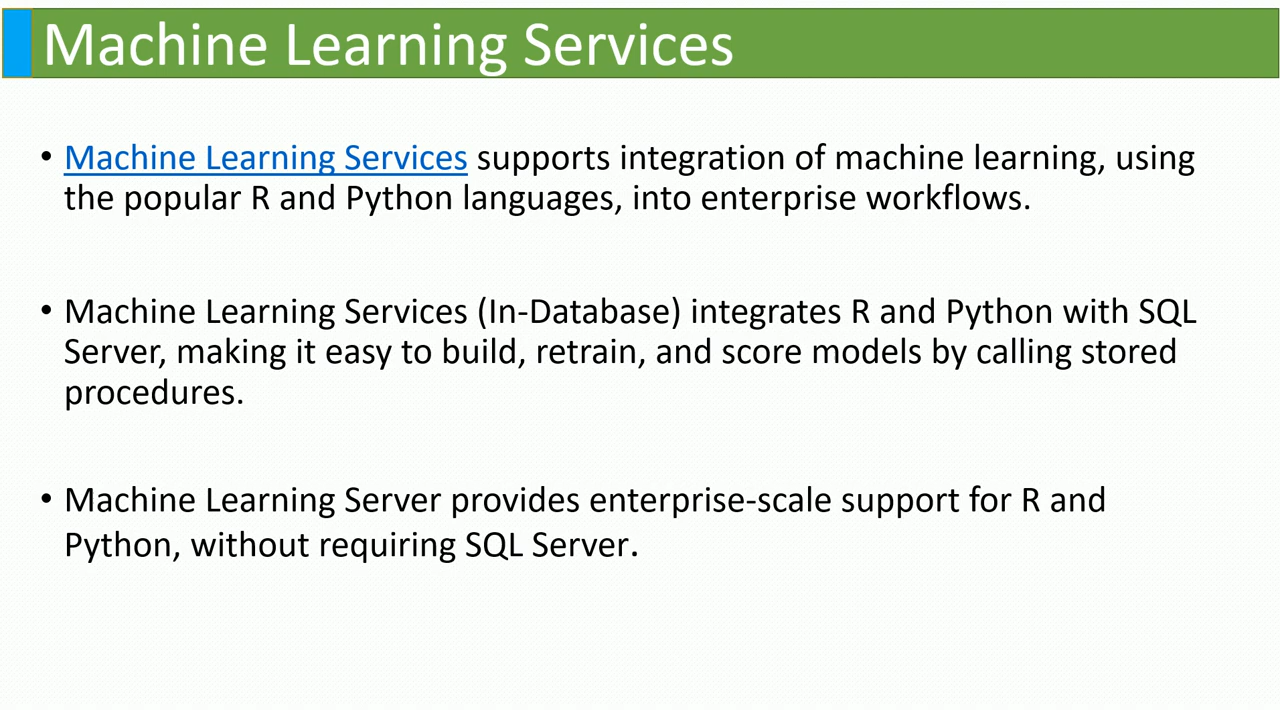 Machine Learning Services
• Machine Learning Services supports integration of machine learning, using
the popular R and Python languages, into enterprise workflows.
• Machine Learning Services (In-Database) integrates R and Python with SQL
Server, making it easy to build, retrain, and score models by calling stored
procedures.
• Machine Learning Server provides enterprise-scale support for R and
Python, without requiring SQL Server.